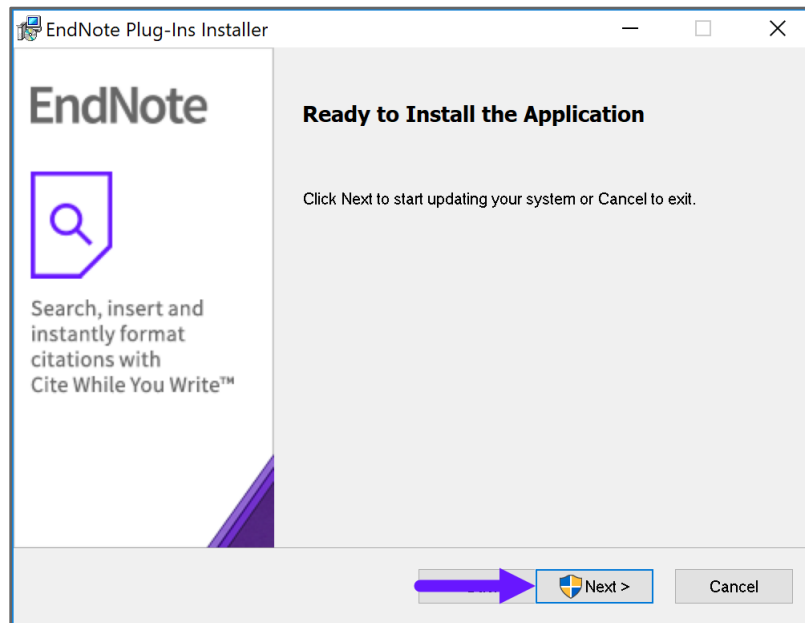 EndNote Plug-Ins Installer
EndNote
Ready to Install the Application
Click Next to start updating your system or Cancel to exit.
Search, insert and
instantly format
citations with
Cite While You Write™
Next >
Cancel